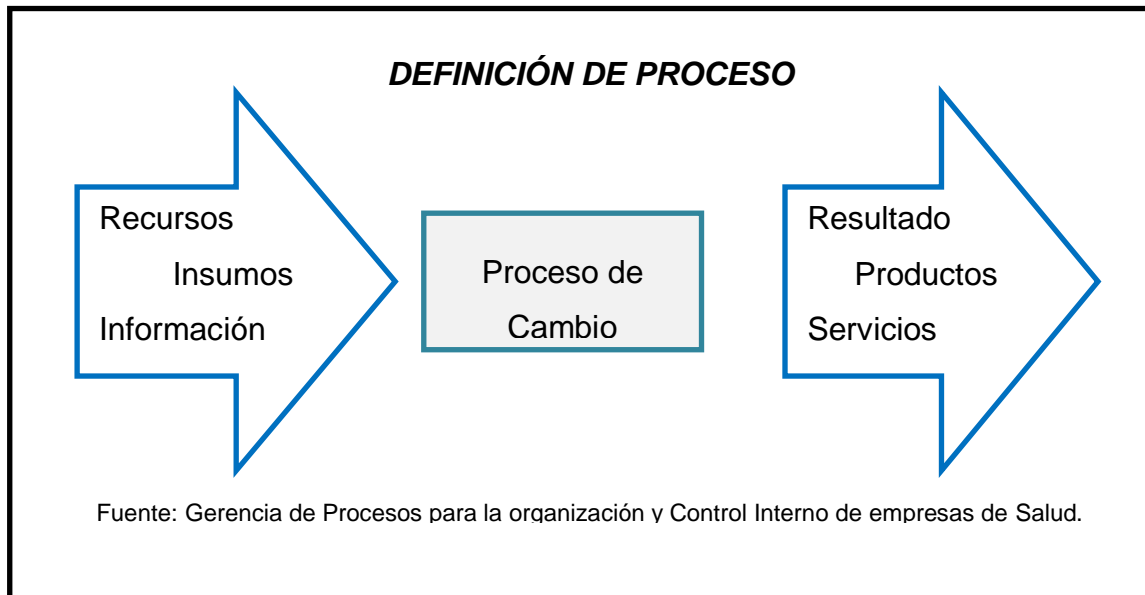 DEFINICIÓN DE PROCESO
Recursos
Insumos
Información
Proceso de
Cambio
Resultado
Productos
Servicios
Fuente: Gerencia de Procesos para la organización y Control Interno de empresas de Salud.